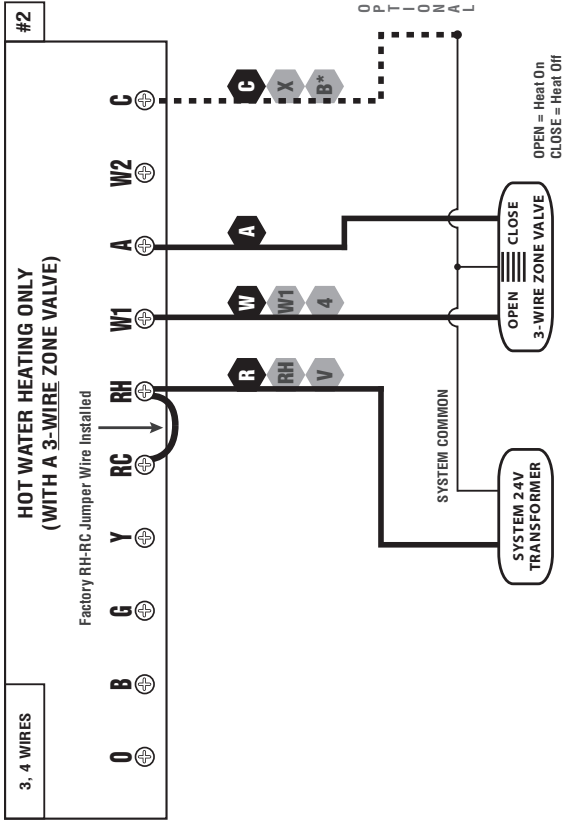 3, 4 WIRES
#2
HOT WATER HEATING ONLY
(WITH A 3-WIRE ZONE VALVE)
Factory RH-RC Jumper Wire Installed
O B G Y RC RH W1 A W2 C
R W A C
RH W1 X
V 4 B*
OPTIONAL
SYSTEM COMMON
SYSTEM 24V
TRANSFORMER
OPEN CLOSE
3-WIRE ZONE VALVE
OPEN = Heat On
CLOSE = Heat Off